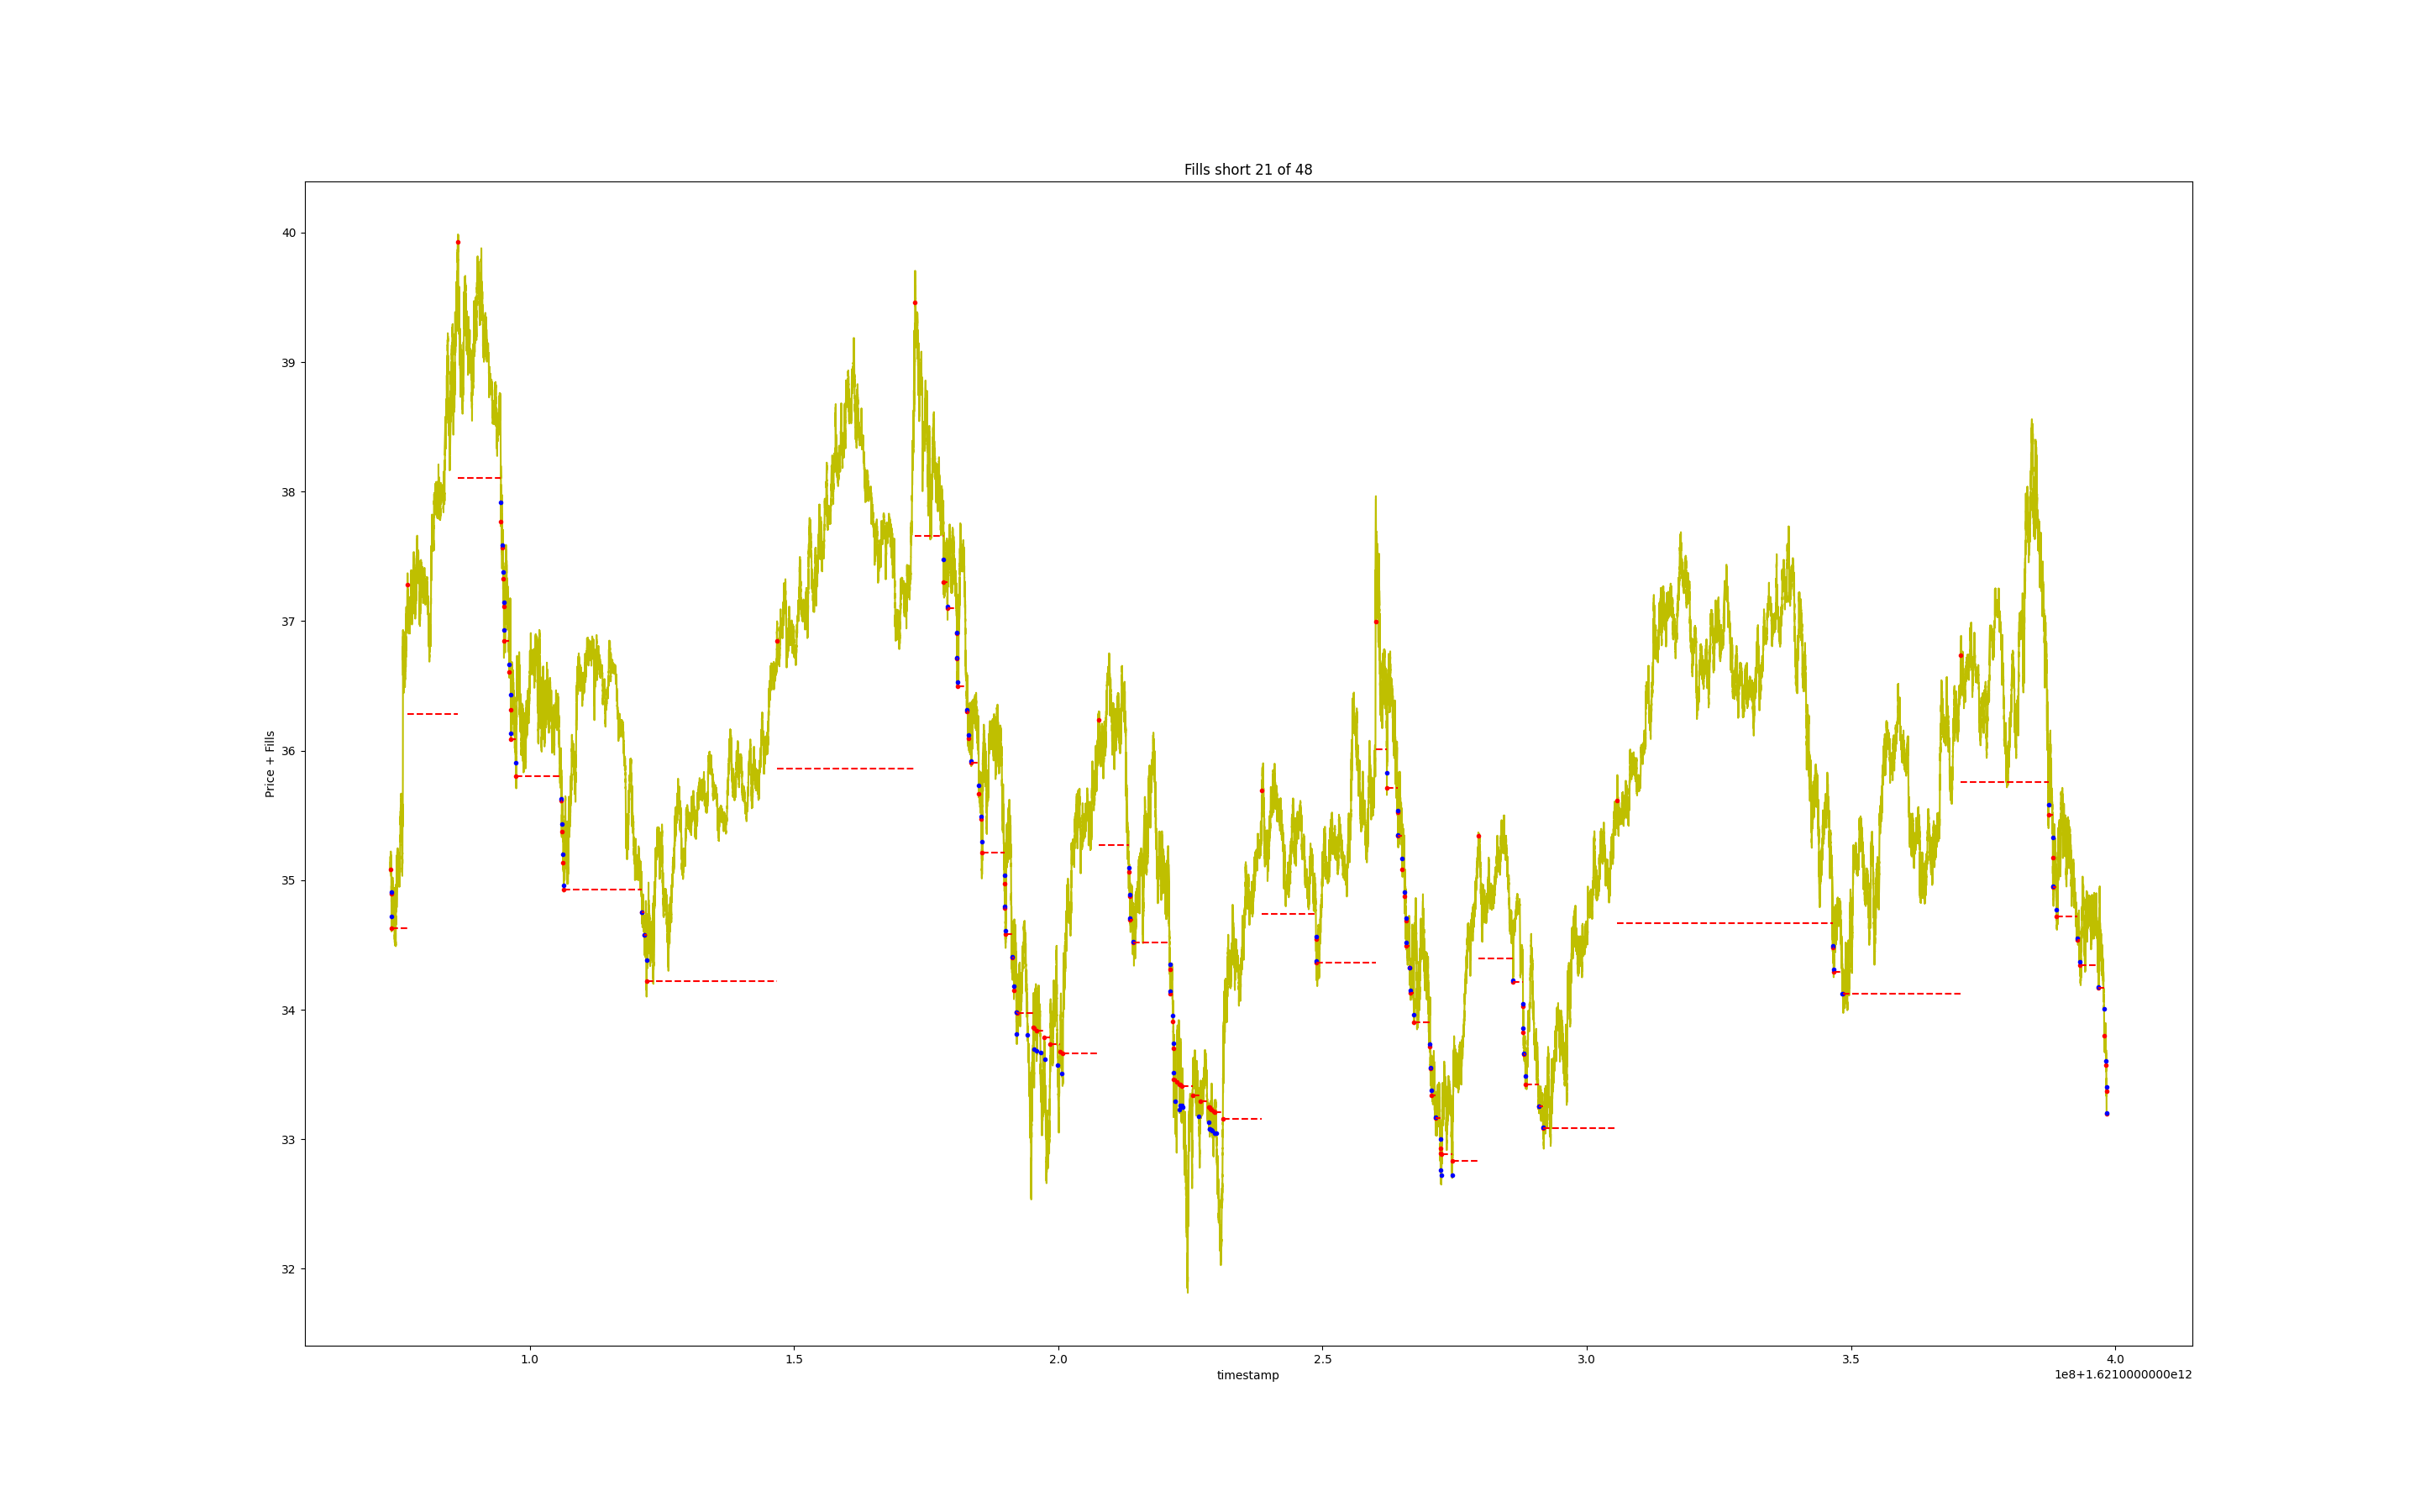 Fills short 21 of 48
Price + Fills
40
39
38
37
36
35
34
33
32
1.0 1.5 2.0 2.5 3.0 3.5 4.0
timestamp
1e8+1.6210000000e12